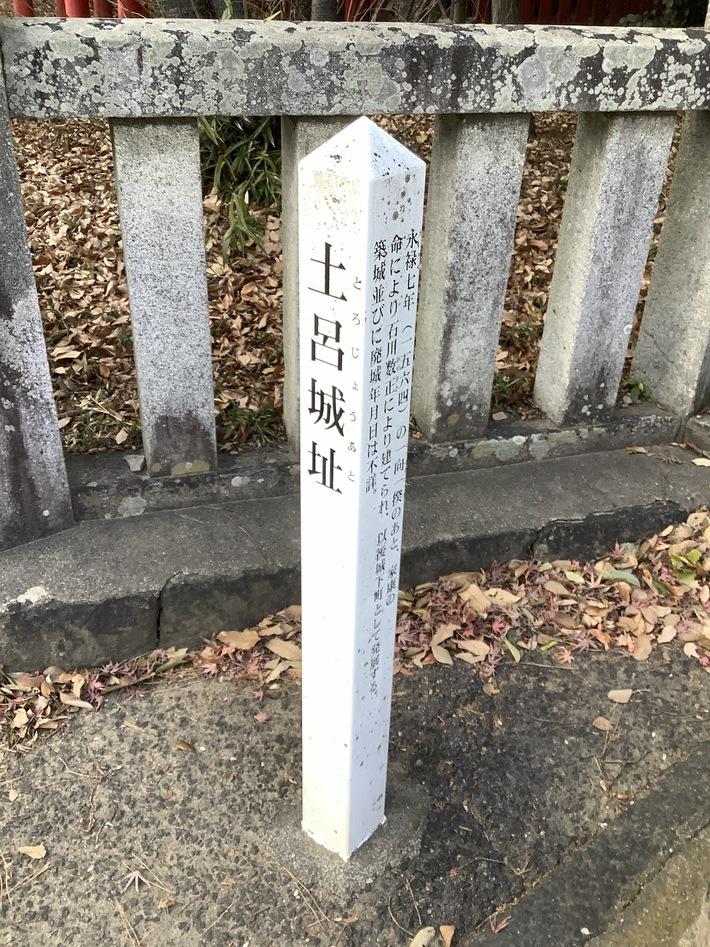 土呂城址
とろじょうあと
永禄七年（一五六四）の一向一揆のあと、家康の
命により石川数正により建てられ、以後城下町として発展する。
築城並びに廃城年月日は不詳。